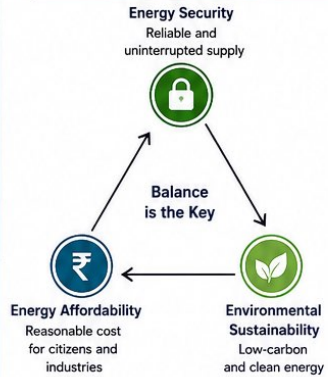 Energy Security
Reliable and
uninterrupted supply
Balance
is the Key
₹
Energy Affordability
Reasonable cost
for citizens and
industries
Environmental
Sustainability
Low-carbon
and clean energy